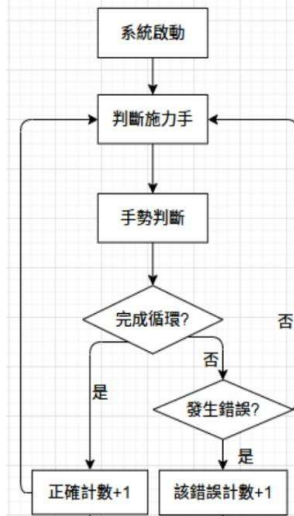 系統啟動
判斷施力手
手勢判斷
完成循環?
否
否
是
發生錯誤?
是
正確計數+1
該錯誤計數+1